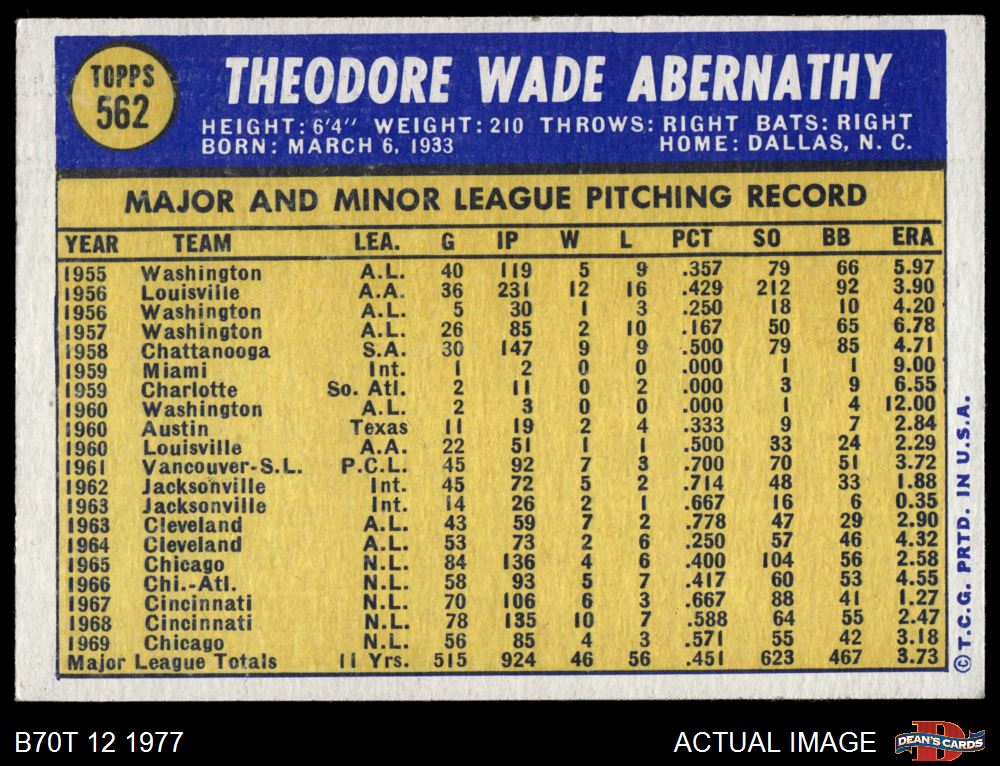 TOPPS
562
THEODORE WADE ABERNATHY
HEIGHT: 6'4" WEIGHT: 210 THROWS: RIGHT BATS: RIGHT
BORN: MARCH 6, 1933 HOME: DALLAS, N. C.
MAJOR AND MINOR LEAGUE PITCHING RECORD
YEAR TEAM LEA. G IP W L PCT SO BB ERA
1955 Washington A.L. 40 119 5 9 .357 79 66 5.97
1956 Louisville A.A. 36 231 12 16 .429 212 92 3.90
1956 Washington A.L. 5 30 1 3 .250 18 10 4.20
1957 Washington A.L. 26 85 2 10 .167 50 65 6.78
1958 Chattanooga S.A. 30 147 9 9 .500 79 85 4.71
1959 Miami Int. 1 2 0 0 .000 1 1 9.00
1959 Charlotte So. Atl. 2 11 0 2 .000 3 9 6.55
1960 Washington A.L. 2 3 0 0 .000 1 4 12.00
1960 Austin Texas 11 19 2 4 .333 9 7 2.84
1960 Louisville A.A. 22 51 1 1 .500 33 24 2.29
1961 Vancouver-S.L. P.C.L. 45 92 7 3 .700 70 51 3.72
1962 Jacksonville Int. 45 72 5 2 .714 48 33 1.88
1963 Jacksonville Int. 14 26 2 1 .667 16 6 0.35
1963 Cleveland A.L. 43 59 7 2 .778 47 29 2.90
1964 Cleveland A.L. 53 73 2 6 .250 57 46 4.32
1965 Chicago N.L. 84 136 4 6 .400 104 56 2.58
1966 Chi.-Atl. N.L. 58 93 5 7 .417 60 53 4.55
1967 Cincinnati N.L. 70 106 6 3 .667 88 41 1.27
1968 Cincinnati N.L. 78 135 10 7 .588 64 55 2.47
1969 Chicago N.L. 56 85 4 3 .571 55 42 3.18
Major League Totals 11 Yrs. 515 924 46 56 .451 623 467 3.73
© T.C.G. PRTD. IN U.S.A.
B70T 12 1977
ACTUAL IMAGE
DEAN'S CARDS